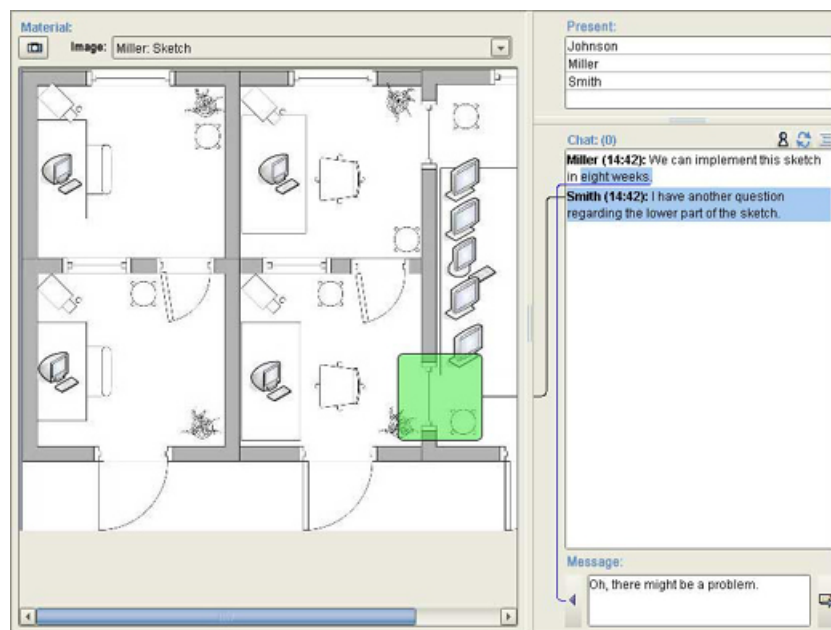 Material:
Image: Miller: Sketch
Present:
Johnson
Miller
Smith
Chat: (0)
Miller (14:42): We can implement this sketch
in eight weeks.
Smith (14:42): I have another question
regarding the lower part of the sketch.
Message:
Oh, there might be a problem.